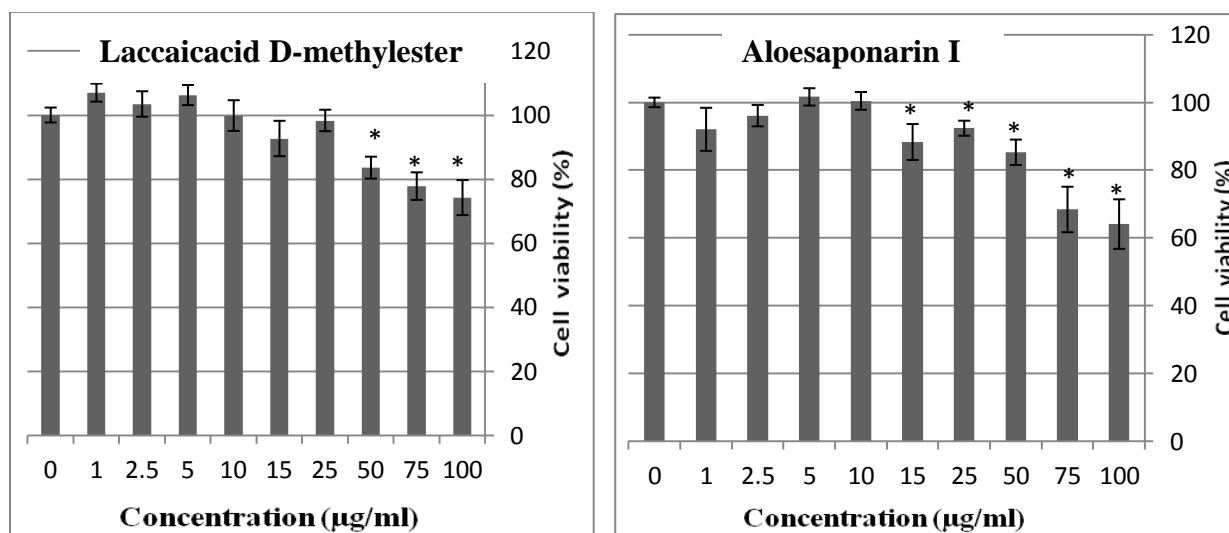 Laccaicacid D-methylester
120
100
80
60
40
20
0
Cell viability (%)
* * *
0 1 2.5 5 10 15 25 50 75 100
Concentration (µg/ml)
Aloesaponarin I
120
100
80
60
40
20
0
Cell viability (%)
* * * * *
0 1 2.5 5 10 15 25 50 75 100
Concentration (µg/ml)